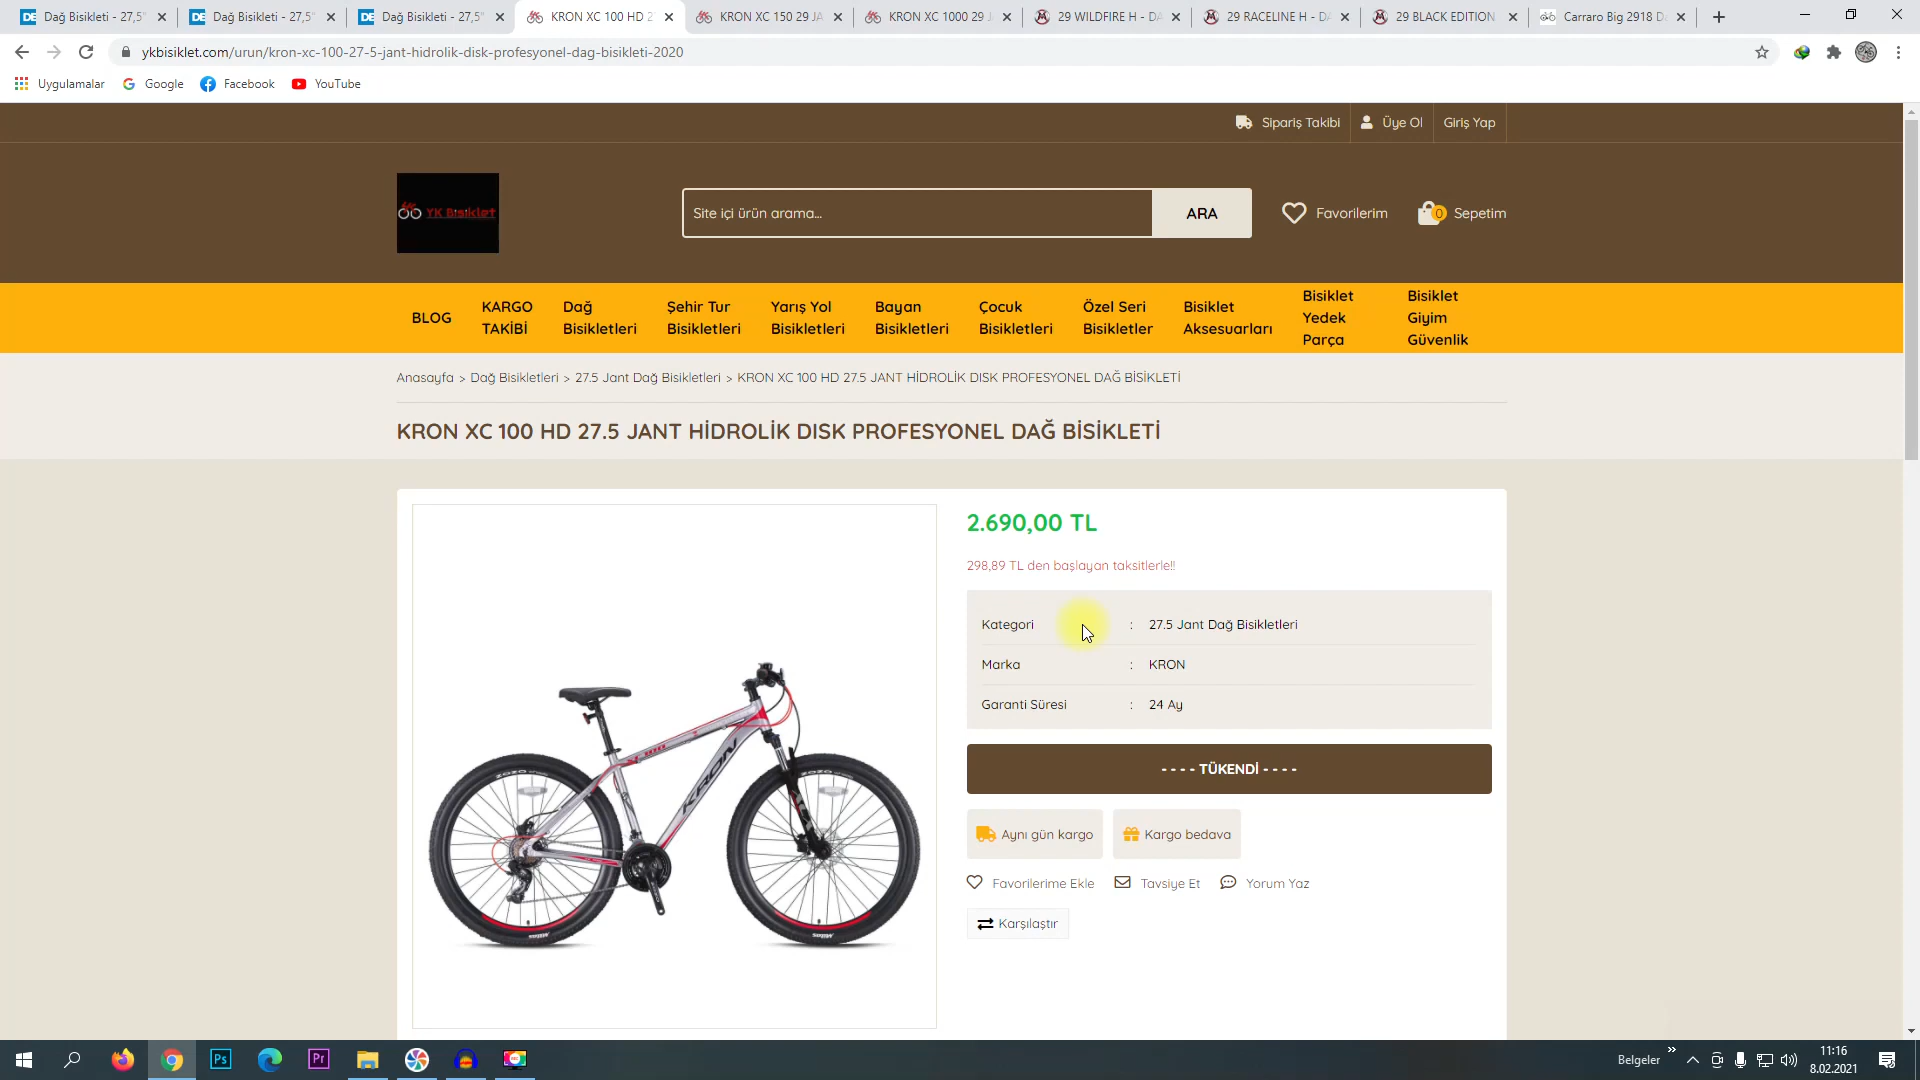 Dağ Bisikleti - 27,5"
Dağ Bisikleti - 27,5"
Dağ Bisikleti - 27,5"
KRON XC 100 HD 2
KRON XC 150 29 JA
KRON XC 1000 29 J
29 WILDFIRE H - DA
29 RACELINE H - DA
29 BLACK EDITION
Carraro Big 2918 D
ykbisiklet.com/urun/kron-xc-100-27-5-jant-hidrolik-disk-profesyonel-dag-bisikleti-2020
Uygulamalar
Google
Facebook
YouTube
Sipariş Takibi
Üye Ol
Giriş Yap
YK Bisiklet
Site içi ürün arama...
ARA
Favorilerim
0
Sepetim
BLOG
KARGO
TAKİBİ
Dağ
Bisikletleri
Şehir Tur
Bisikletleri
Yarış Yol
Bisikletleri
Bayan
Bisikletleri
Çocuk
Bisikletleri
Özel Seri
Bisikletler
Bisiklet
Aksesuarları
Bisiklet
Yedek
Parça
Bisiklet
Giyim
Güvenlik
Anasayfa > Dağ Bisikletleri > 27.5 Jant Dağ Bisikletleri > KRON XC 100 HD 27.5 JANT HİDROLİK DISK PROFESYONEL DAĞ BİSİKLETİ
KRON XC 100 HD 27.5 JANT HİDROLİK DISK PROFESYONEL DAĞ BİSİKLETİ
KRON
2.690,00 TL
298,89 TL den başlayan taksitlerle!!
Kategori : 27.5 Jant Dağ Bisikletleri
Marka : KRON
Garanti Süresi : 24 Ay
- - - - TÜKENDİ - - - -
Aynı gün kargo
Kargo bedava
Favorilerime Ekle
Tavsiye Et
Yorum Yaz
Karşılaştır
Ps
Pr
Belgeler
11:16
8.02.2021